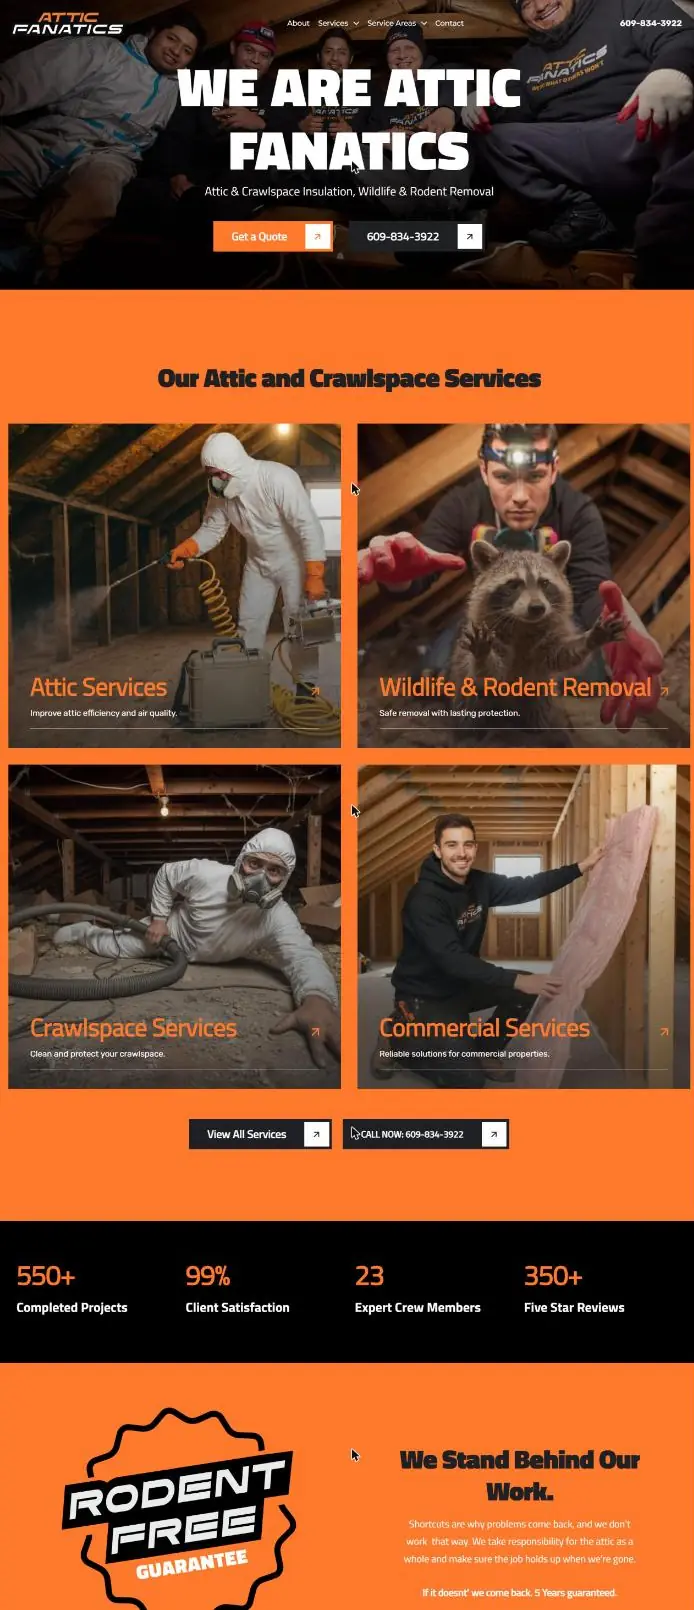 ATTIC
FANATICS
About Services Service Areas Contact
609-834-3922
ATTIC
FANATICS
WE ARE ATTIC
FANATICS
Attic & Crawlspace Insulation, Wildlife & Rodent Removal
Get a Quote
609-834-3922
Our Attic and Crawlspace Services
Attic Services
Improve attic efficiency and air quality.
Wildlife & Rodent Removal
Safe removal with lasting protection.
Crawlspace Services
Clean and protect your crawlspace.
ATTIC
FANATICS
Commercial Services
Reliable solutions for commercial properties.
View All Services
CALL NOW: 609-834-3922
550+
Completed Projects
99%
Client Satisfaction
23
Expert Crew Members
350+
Five Star Reviews
RODENT
FREE
GUARANTEE
We Stand Behind Our
Work.
Shortcuts are why problems come back, and we don't
work that way. We take responsibility for the attic as a
whole and make sure the job holds up when we're gone.
If it doesnt' we come back. 5 Years guaranteed.